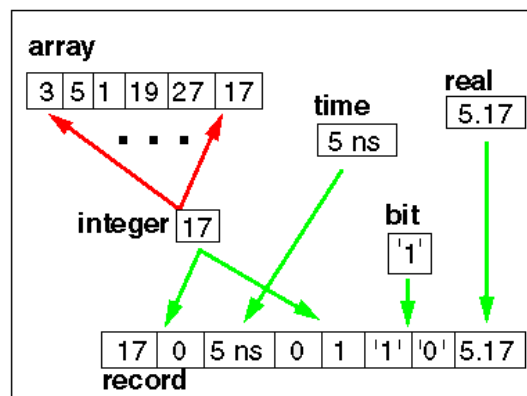 array
3 5 1 19 27 17
real
5.17
time
5 ns
. . .
integer 17
bit
'1'
17 0 5 ns 0 1 '1' '0' 5.17
record